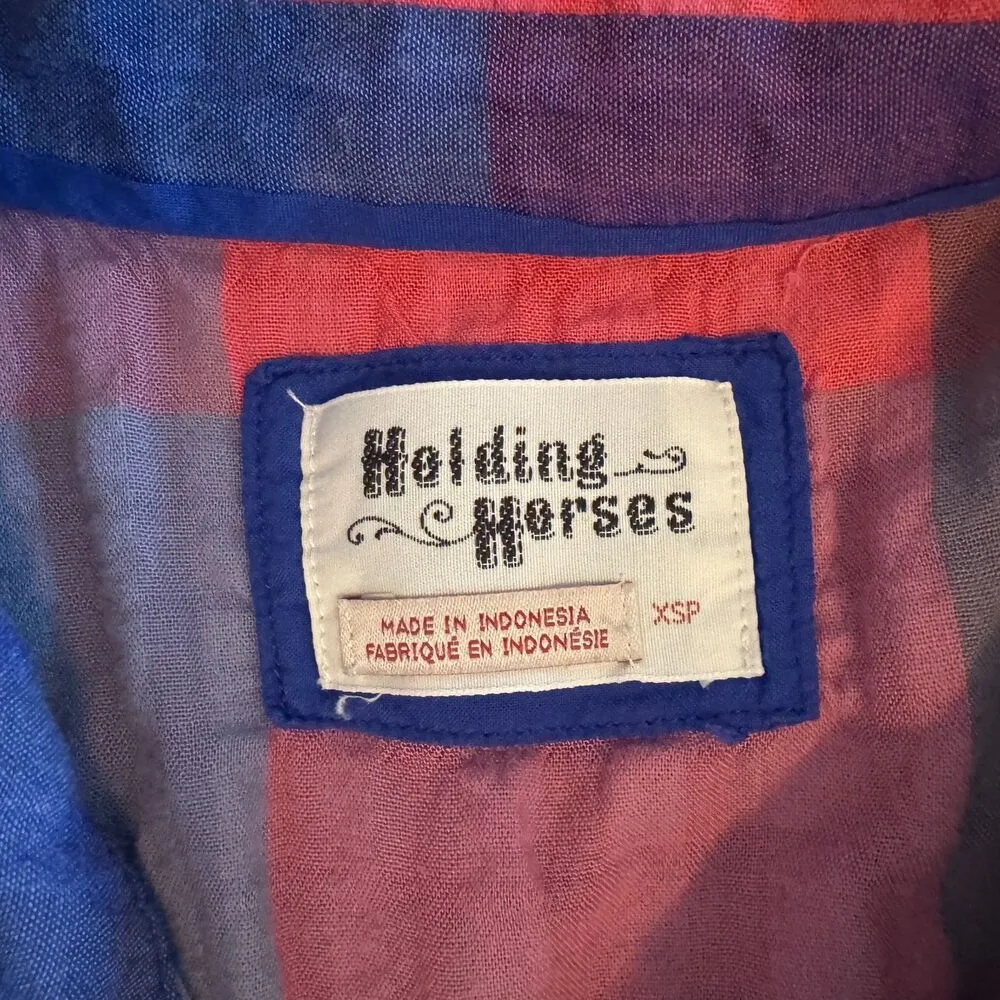 Holding
Horses
XSP
MADE IN INDONESIA
FABRIQUÉ EN INDONÉSIE